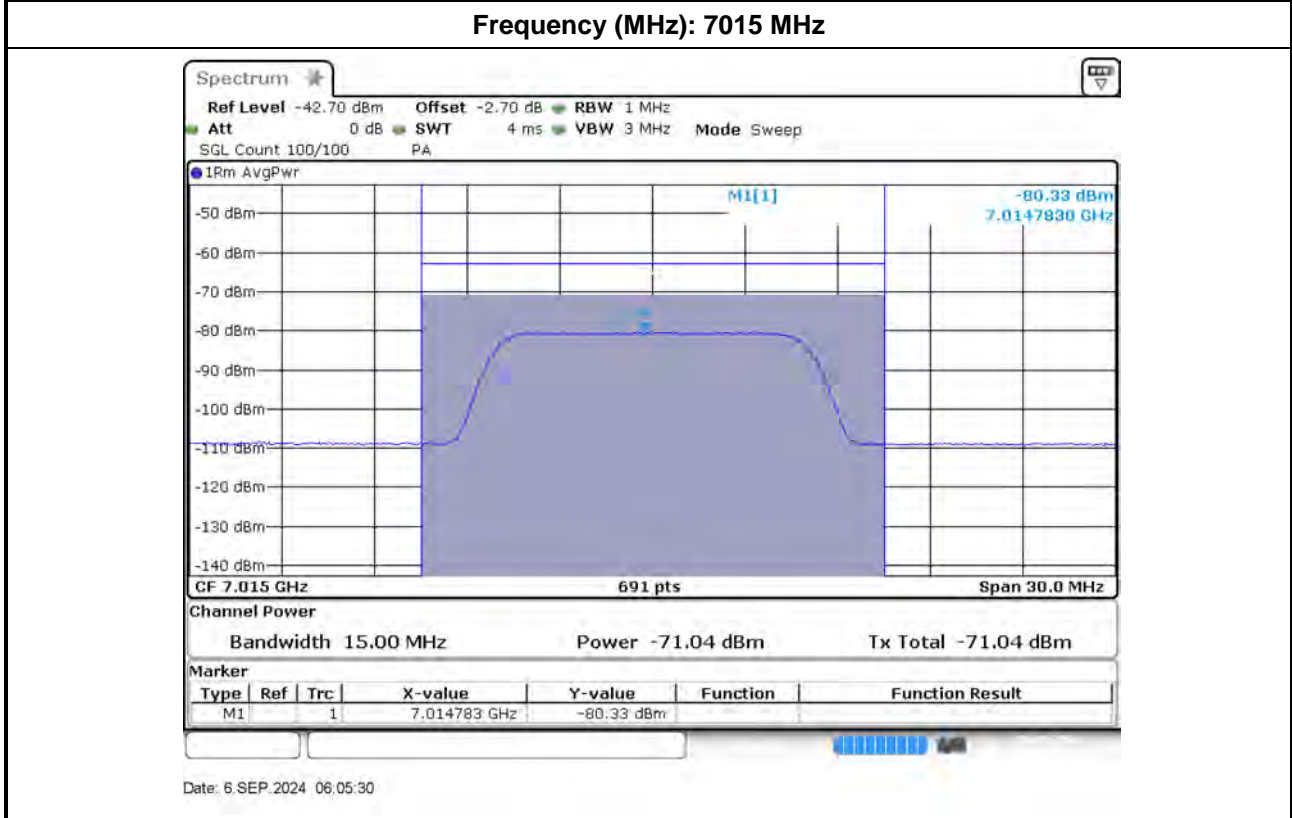 Frequency (MHz): 7015 MHz
Spectrum
Ref Level -42.70 dBm Offset -2.70 dB RBW 1 MHz
Att 0 dB SWT 4 ms VBW 3 MHz Mode Sweep
SGL Count 100/100 PA
1Rm AvgPwr
M1[1] -80.33 dBm
7.0147830 GHz
-50 dBm
-60 dBm
-70 dBm
-80 dBm
-90 dBm
-100 dBm
-110 dBm
-120 dBm
-130 dBm
-140 dBm
CF 7.015 GHz 691 pts Span 30.0 MHz
Channel Power
Bandwidth 15.00 MHz Power -71.04 dBm Tx Total -71.04 dBm
Marker
Type Ref Trc X-value Y-value Function Function Result
M1 1 7.014783 GHz -80.33 dBm
Date: 6.SEP.2024 06:05:30